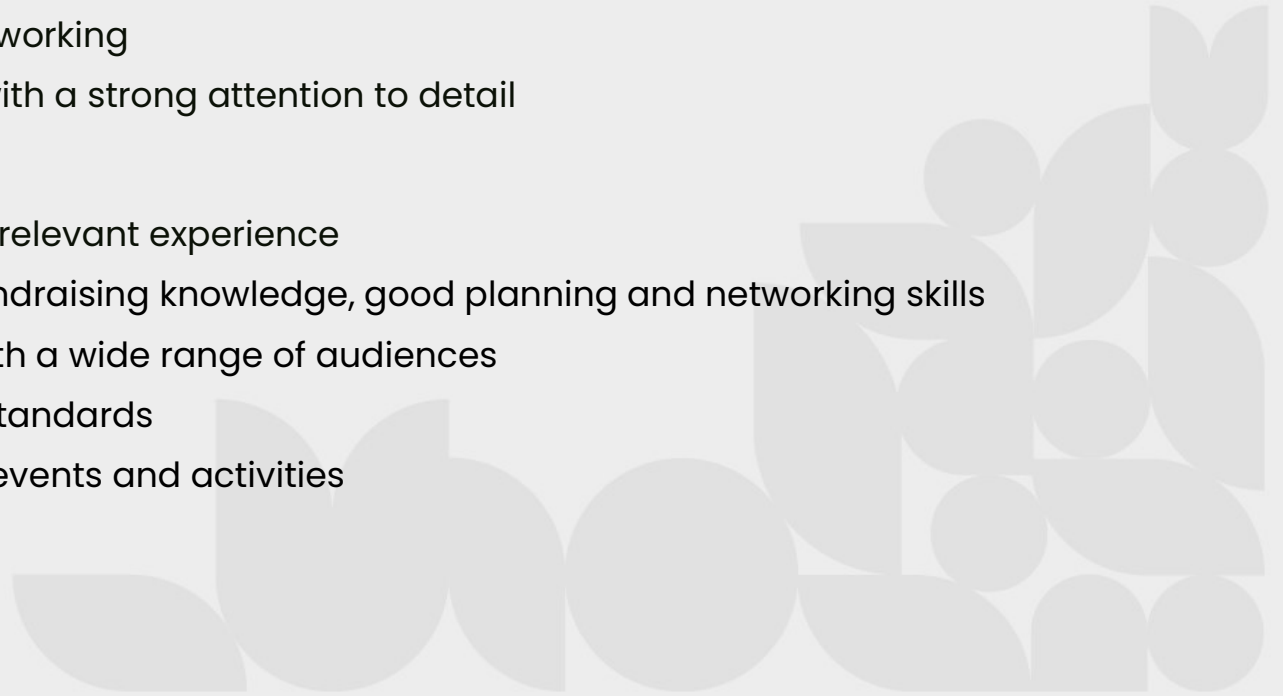 working
with a strong attention to detail
relevant experience
ndraising knowledge, good planning and networking skills
th a wide range of audiences
tandards
events and activities